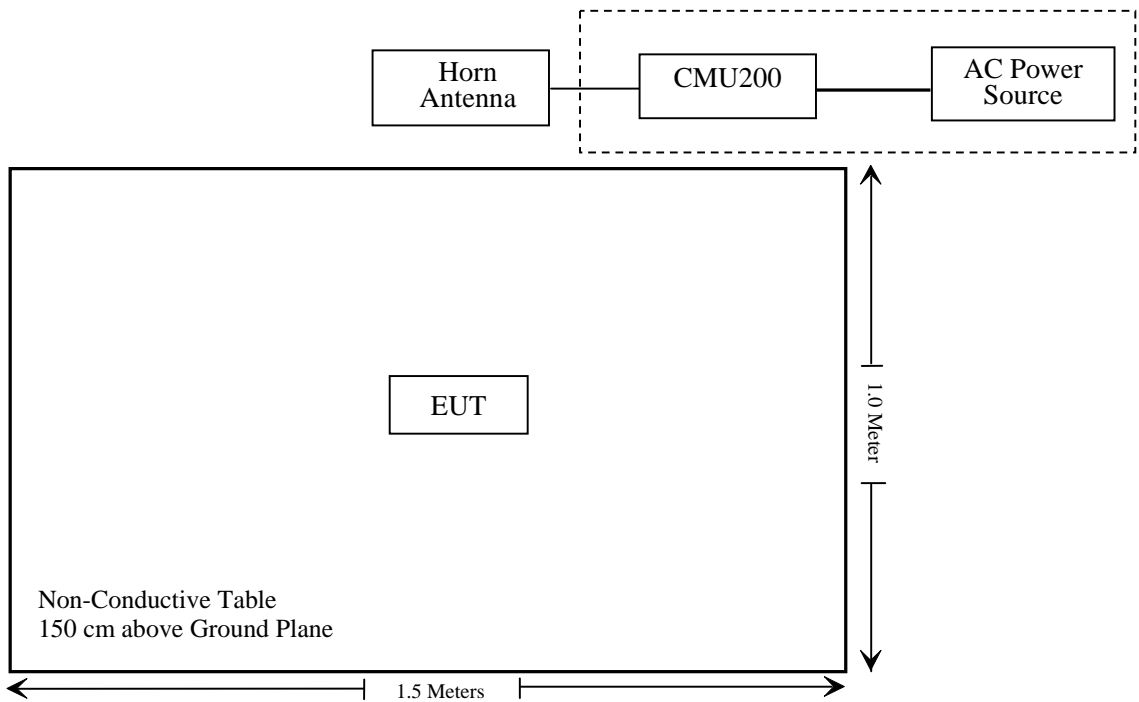 Horn
Antenna
CMU200
AC Power
Source
EUT
1.0 Meter
Non-Conductive Table
150 cm above Ground Plane
1.5 Meters